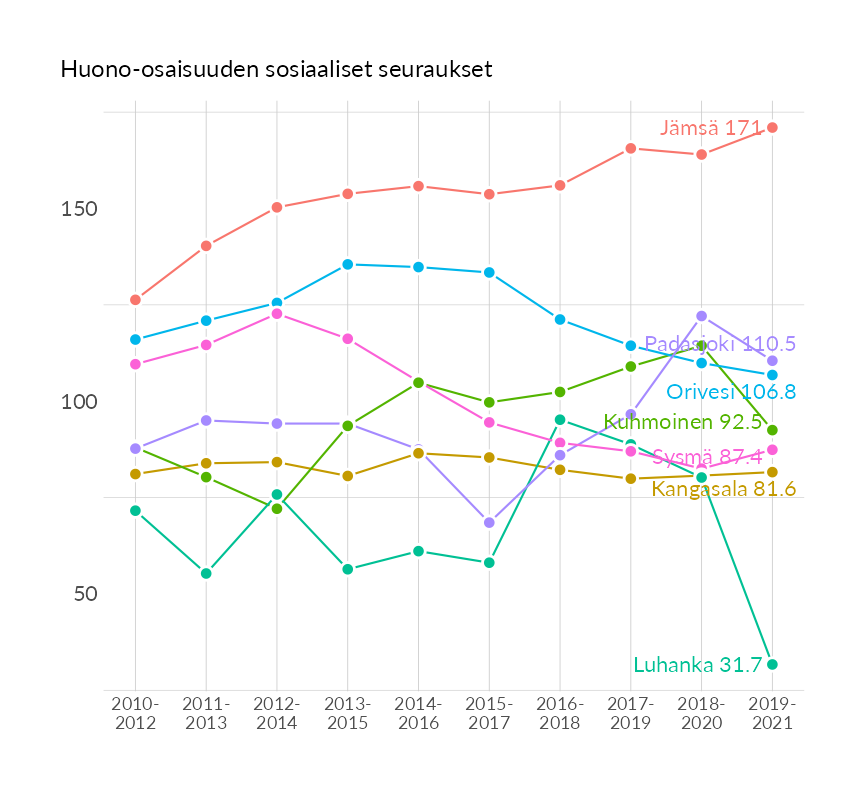 Huono-osaisuuden sosiaaliset seuraukset
Jämsä 171
150
Padasjoki 110.5
Orivesi 106.8
100
Kuhmoinen 92.5
Sysmä 87.4
Kangasala 81.6
50
Luhanka 31.7
2010-
2012
2011-
2013
2012-
2014
2013-
2015
2014-
2016
2015-
2017
2016-
2018
2017-
2019
2018-
2020
2019-
2021